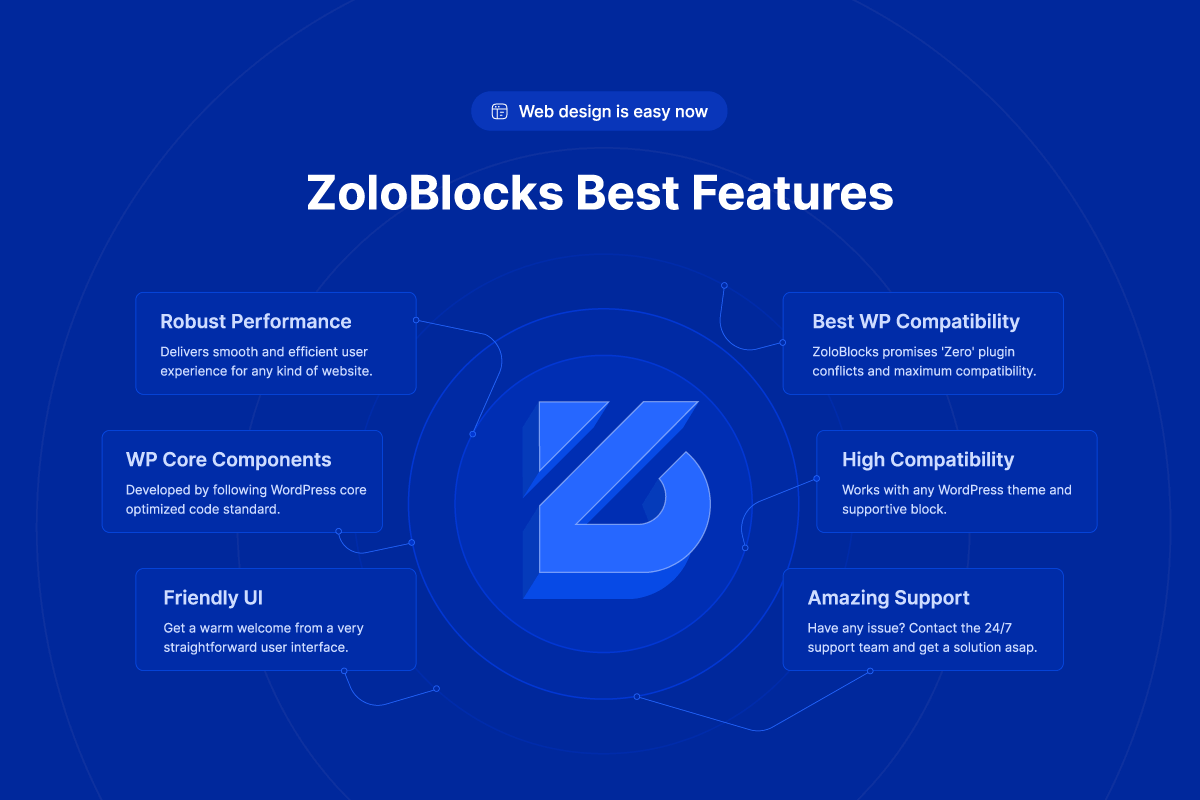 Web design is easy now
ZoloBlocks Best Features
Robust Performance
Delivers smooth and efficient user
experience for any kind of website.
WP Core Components
Developed by following WordPress core
optimized code standard.
Friendly UI
Get a warm welcome from a very
straightforward user interface.
Best WP Compatibility
ZoloBlocks promises 'Zero' plugin
conflicts and maximum compatibility.
High Compatibility
Works with any WordPress theme and
supportive block.
Amazing Support
Have any issue? Contact the 24/7
support team and get a solution asap.